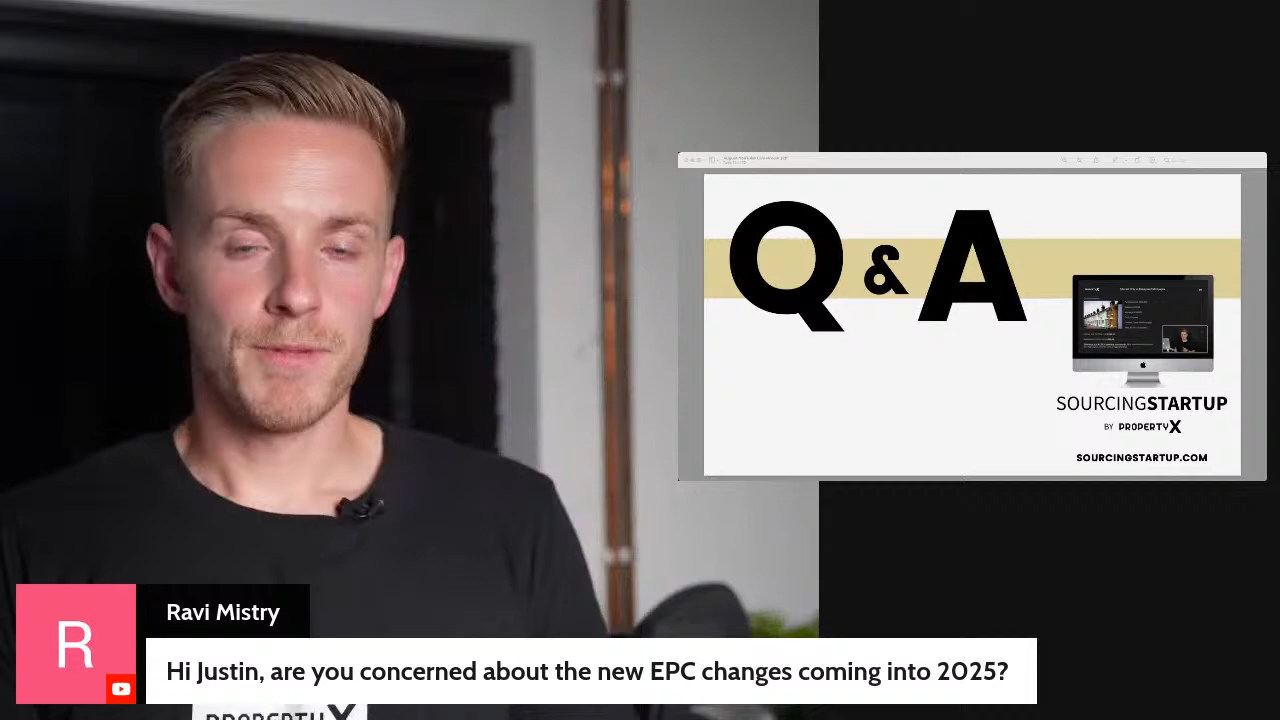 Q & A
SOURCINGSTARTUP
BY PROPERTYX
SOURCINGSTARTUP.COM
R
Ravi Mistry
Hi Justin, are you concerned about the new EPC changes coming into 2025?
PROPERTYX